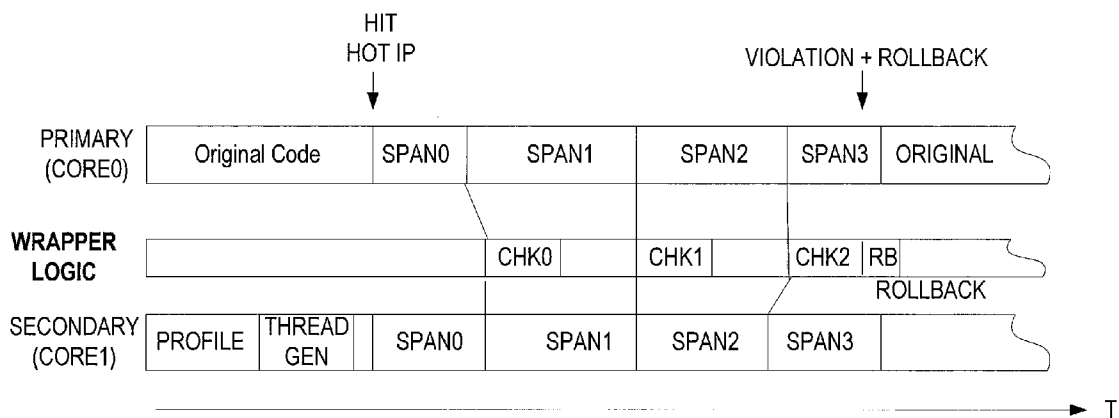 HIT
HOT IP
VIOLATION + ROLLBACK
PRIMARY
(CORE0)
Original Code
SPAN0
SPAN1
SPAN2
SPAN3
ORIGINAL
WRAPPER
LOGIC
CHK0
CHK1
CHK2
RB
ROLLBACK
SECONDARY
(CORE1)
PROFILE
THREAD
GEN
SPAN0
SPAN1
SPAN2
SPAN3
T